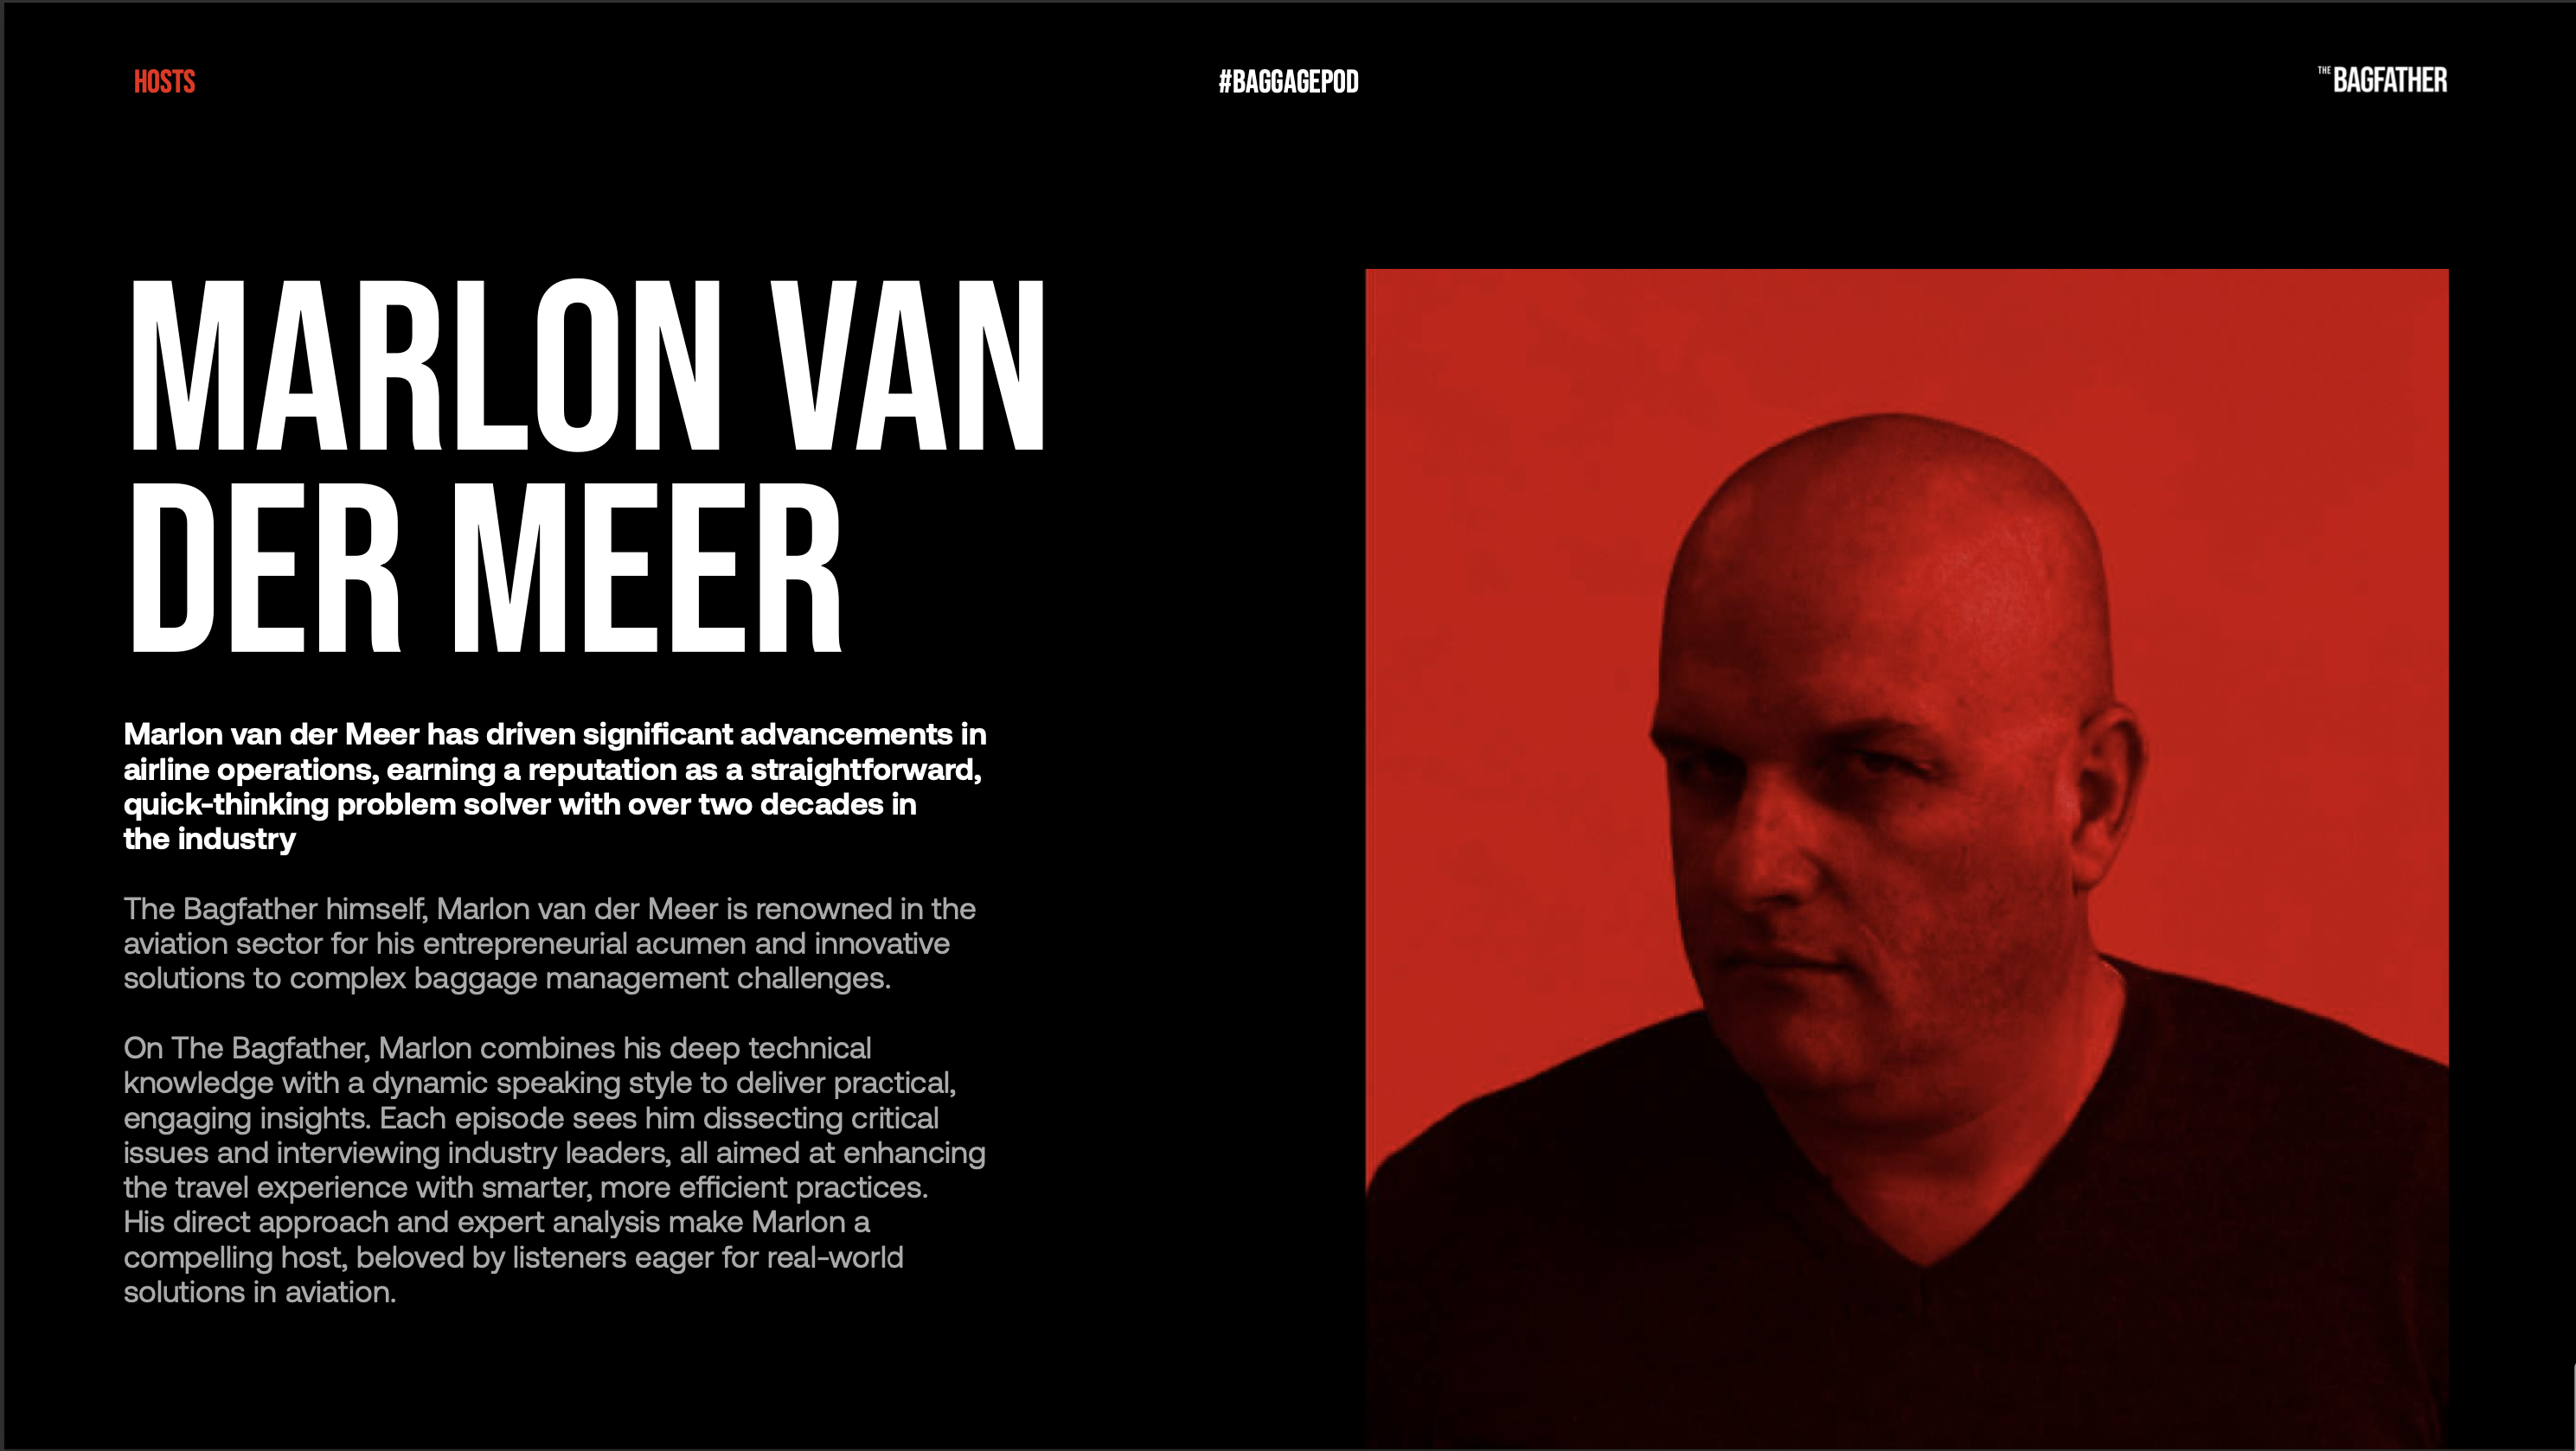 HOSTS
#BAGGAGEPOD
THE BAGFATHER
MARLON VAN
DER MEER
Marlon van der Meer has driven significant advancements in
airline operations, earning a reputation as a straightforward,
quick-thinking problem solver with over two decades in
the industry
The Bagfather himself, Marlon van der Meer is renowned in the
aviation sector for his entrepreneurial acumen and innovative
solutions to complex baggage management challenges.
On The Bagfather, Marlon combines his deep technical
knowledge with a dynamic speaking style to deliver practical,
engaging insights. Each episode sees him dissecting critical
issues and interviewing industry leaders, all aimed at enhancing
the travel experience with smarter, more efficient practices.
His direct approach and expert analysis make Marlon a
compelling host, beloved by listeners eager for real-world
solutions in aviation.